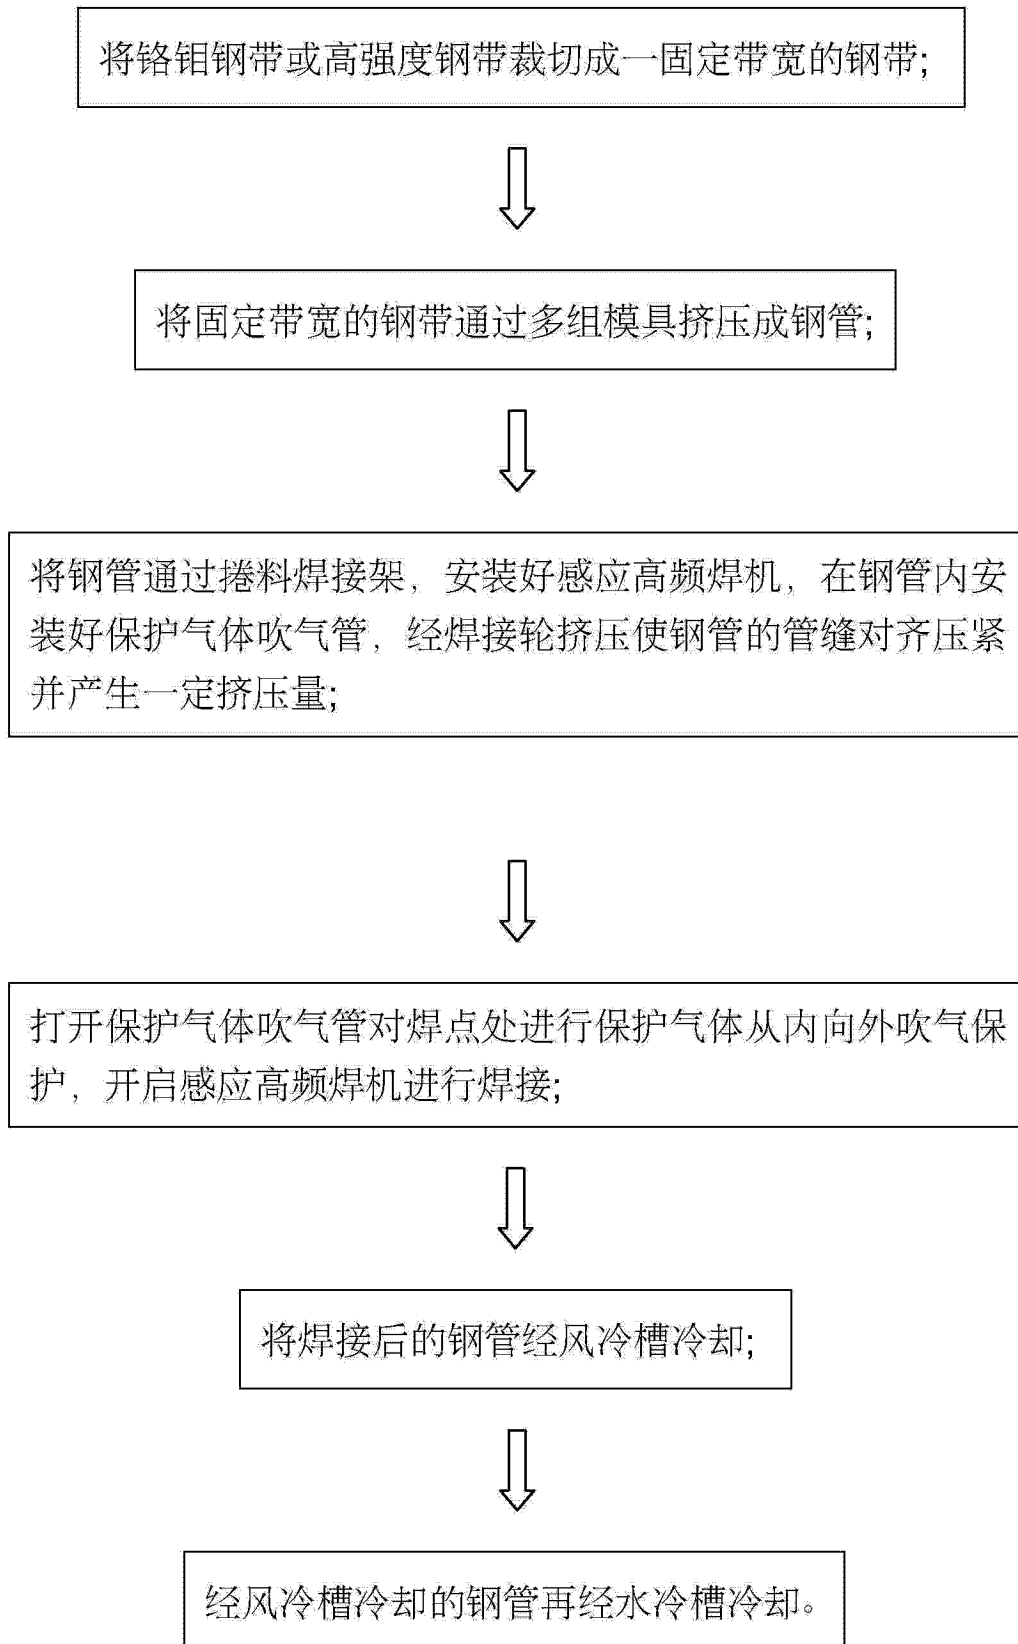 将铬钼钢带或高强度钢带裁切成一固定带宽的钢带;
将固定带宽的钢带通过多组模具挤压成钢管;
将钢管通过捲料焊接架，安装好感应高频焊机，在钢管内安
装好保护气体吹气管，经焊接轮挤压使钢管的管缝对齐压紧
并产生一定挤压量;
打开保护气体吹气管对焊点处进行保护气体从内向外吹气保
护，开启感应高频焊机进行焊接;
将焊接后的钢管经风冷槽冷却;
经风冷槽冷却的钢管再经水冷槽冷却。